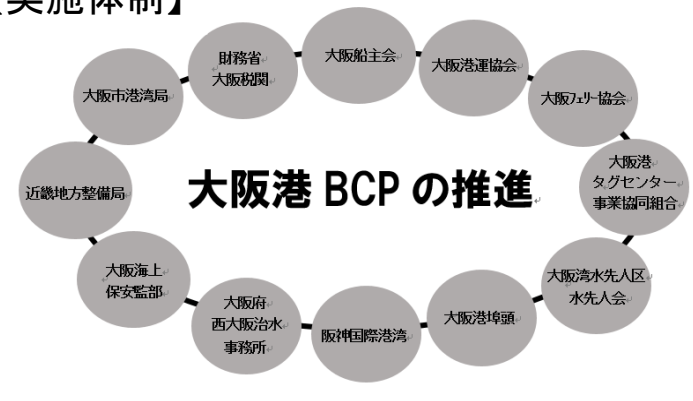 【実施体制】
財務省
大阪税関
大阪船主会
大阪港運協会
大阪市港湾局
大阪フェリー協会
近畿地方整備局
大阪港 BCP の推進
大阪港
タグセンター
事業協同組合
大阪海上
保安監部
大阪湾水先人区
水先人会
大阪府
西大阪治水
事務所
阪神国際港湾
大阪港埠頭